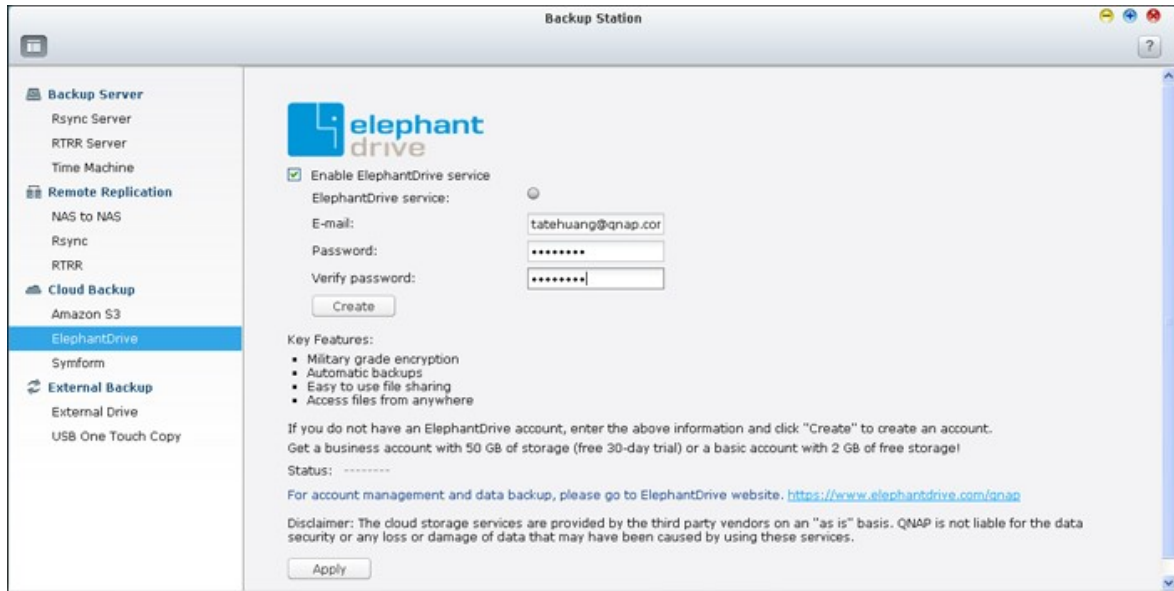 Backup Station
?
Backup Server
Rsync Server
RTRR Server
Time Machine
Remote Replication
NAS to NAS
Rsync
RTRR
Cloud Backup
Amazon S3
ElephantDrive
Symform
External Backup
External Drive
USB One Touch Copy
elephant
drive
Enable ElephantDrive service
ElephantDrive service:
E-mail: tatehuang@qnap.cor
Password: ••••••••
Verify password: ••••••••
Create
Key Features:
▪ Military grade encryption
▪ Automatic backups
▪ Easy to use file sharing
▪ Access files from anywhere
If you do not have an ElephantDrive account, enter the above information and click "Create" to create an account.
Get a business account with 50 GB of storage (free 30-day trial) or a basic account with 2 GB of free storage!
Status: --------
For account management and data backup, please go to ElephantDrive website. https://www.elephantdrive.com/qnap
Disclaimer: The cloud storage services are provided by the third party vendors on an "as is" basis. QNAP is not liable for the data
security or any loss or damage of data that may have been caused by using these services.
Apply